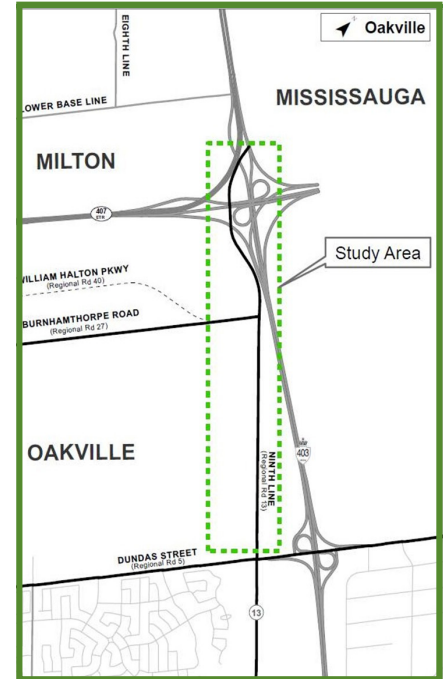 EIGHTH LINE
Oakville
MISSISSAUGA
LOWER BASE LINE
MILTON
407
ETR
Study Area
WILLIAM HALTON PKWY
(Regional Rd 40)
BURNHAMTHORPE ROAD
(Regional Rd 27)
OAKVILLE
NINTH LINE
(Regional Rd 13)
403
DUNDAS STREET
(Regional Rd 5)
13